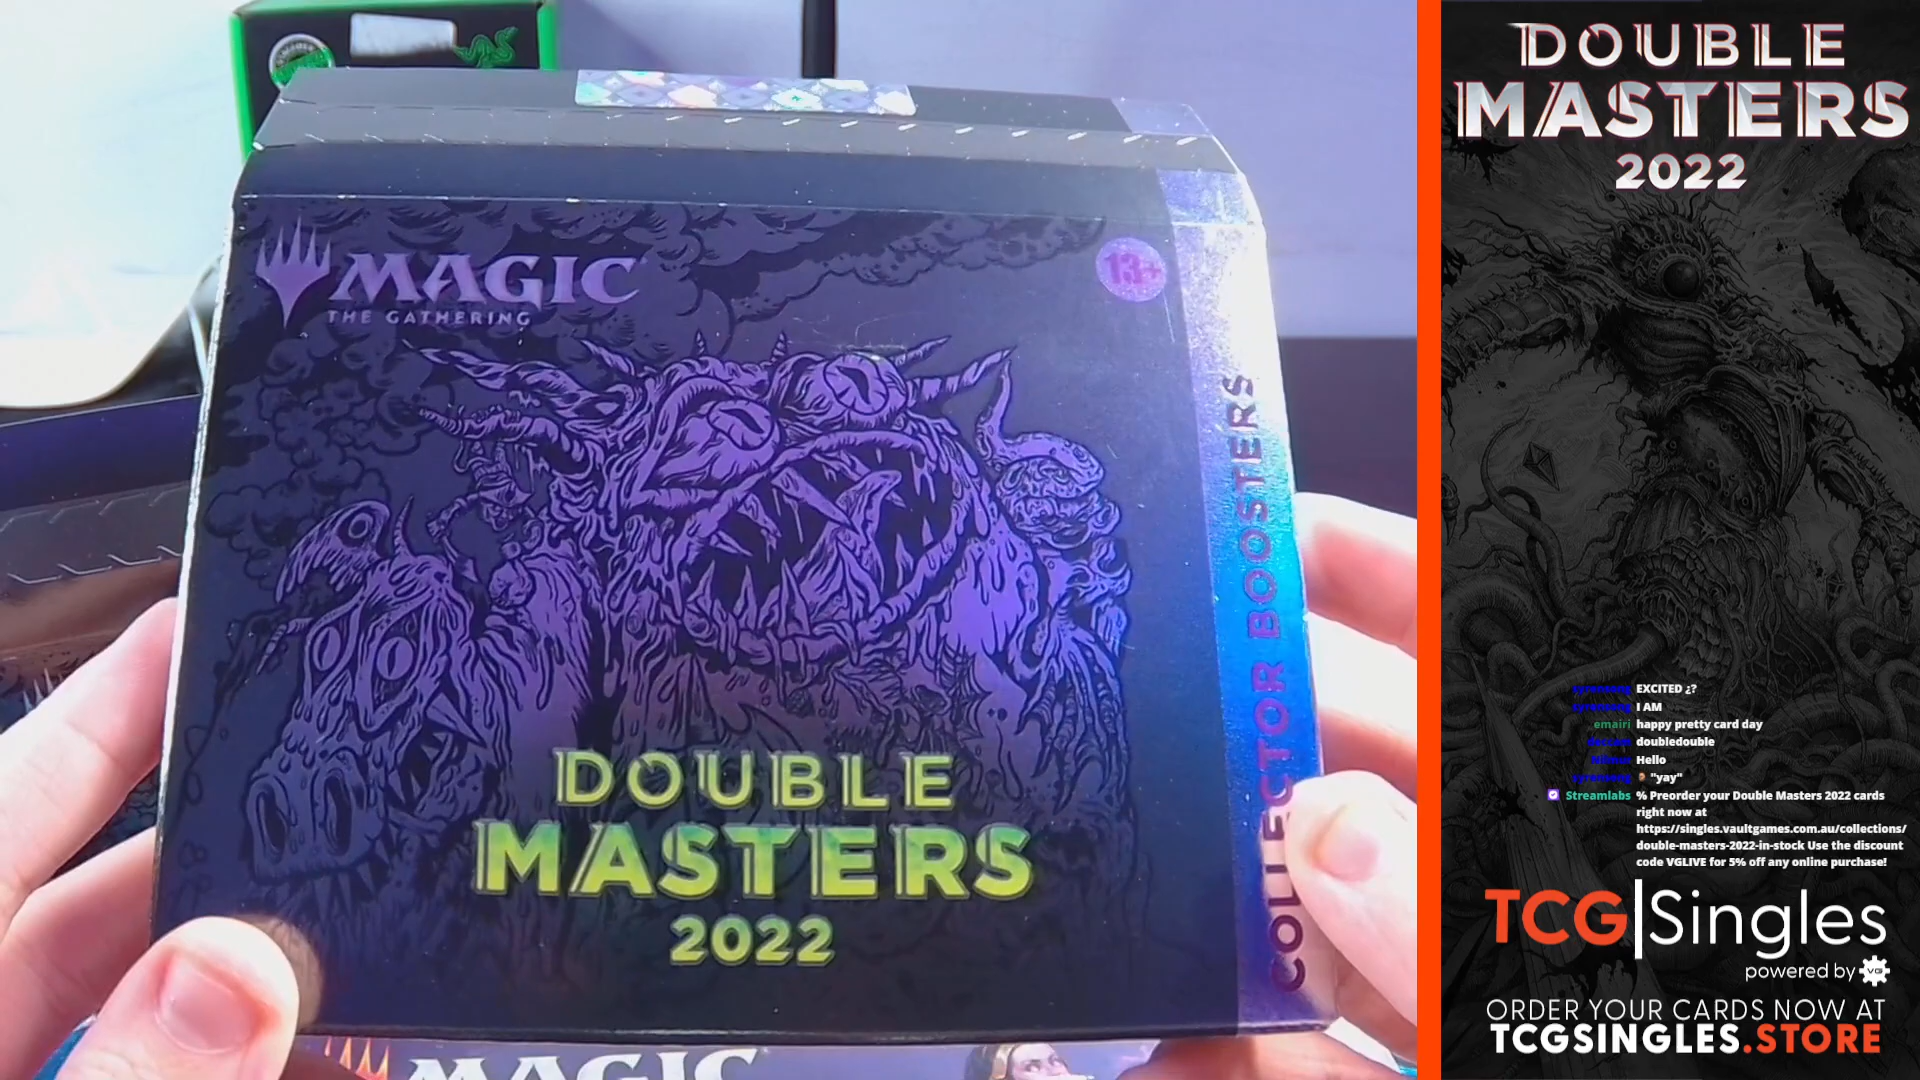 MAGIC
THE GATHERING
13+
COLLECTOR BOOSTERS
DOUBLE
MASTERS
2022
MAGIC
DOUBLE
MASTERS
2022
EXCITED ¿?
I AM
emairi happy pretty card day
doubledouble
Hello
"yay"
Streamlabs % Preorder your Double Masters 2022 cards
right now at
https://singles.vaultgames.com.au/collections/
double-masters-2022-in-stock Use the discount
code VGLIVE for 5% off any online purchase!
TCG|Singles
powered by VG
ORDER YOUR CARDS NOW AT
TCGSINGLES.STORE